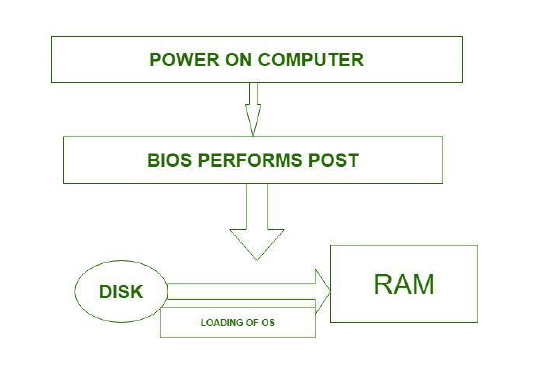 POWER ON COMPUTER
BIOS PERFORMS POST
DISK
RAM
LOADING OF OS